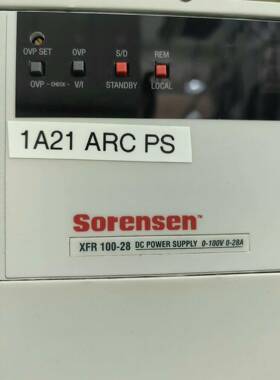 OVP SET OVP S/D REM
OVP - CHECK - V/I STANDBY LOCAL
1A21 ARC PS
Sorensen™
XFR 100-28 DC POWER SUPPLY 0-100V 0-28A